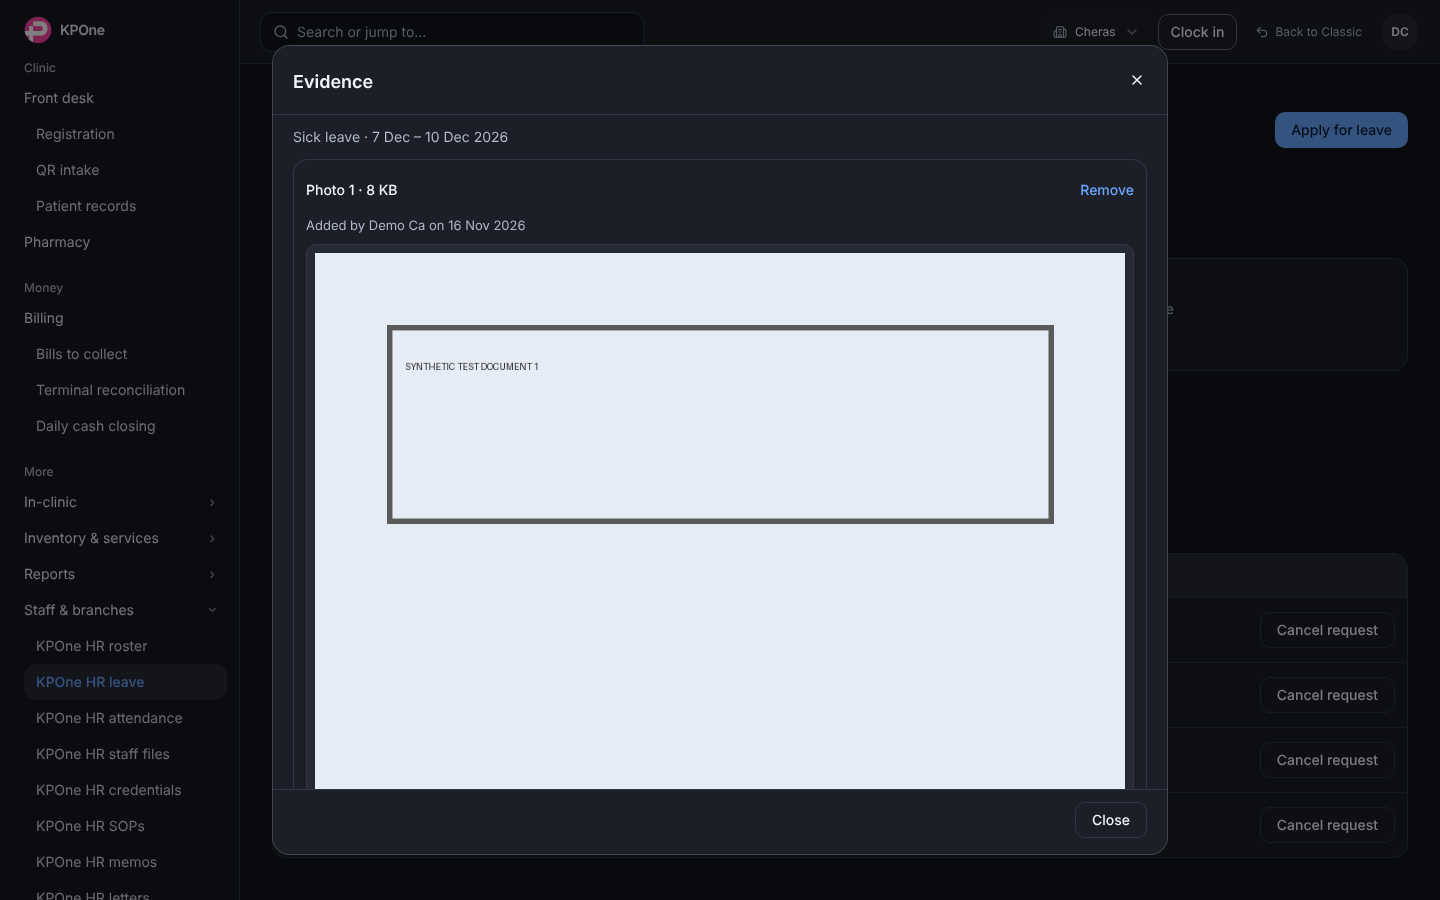 KPOne
Search or jump to...
Cheras
Clock in
Back to Classic
DC
Clinic
Front desk
Registration
QR intake
Patient records
Pharmacy
Money
Billing
Bills to collect
Terminal reconciliation
Daily cash closing
More
In-clinic
Inventory & services
Reports
Staff & branches
KPOne HR roster
KPOne HR leave
KPOne HR attendance
KPOne HR staff files
KPOne HR credentials
KPOne HR SOPs
KPOne HR memos
KPOne HR letters
Apply for leave
Evidence
Sick leave · 7 Dec – 10 Dec 2026
Photo 1 · 8 KB
Remove
Added by Demo Ca on 16 Nov 2026
SYNTHETIC TEST DOCUMENT 1
Close
Cancel request
Cancel request
Cancel request
Cancel request